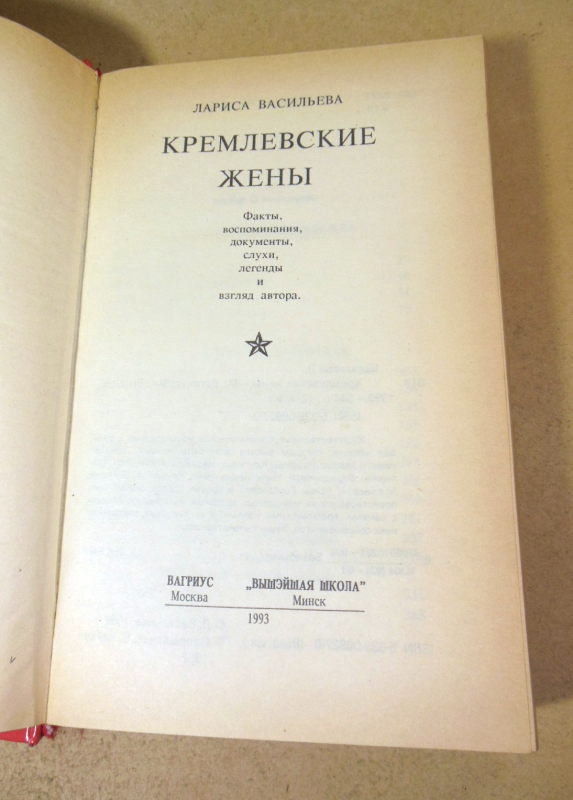 ЛАРИСА ВАСИЛЬЕВА
КРЕМЛЕВСКИЕ
ЖЕНЫ
Факты,
воспоминания,
документы,
слухи,
легенды
и
взгляд автора.
ВАГРИУС „ВЫШЭЙШАЯ ШКОЛА"
Москва Минск
1993